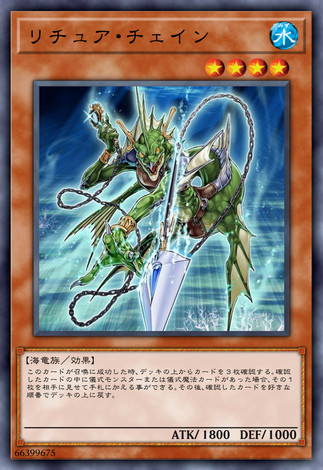 リチュア・チェイン
水
【海竜族／効果】
このカードが召喚に成功した時、デッキの上からカードを３枚確認する。確認
したカードの中に儀式モンスターまたは儀式魔法カードがあった場合、その１
枚を相手に見せて手札に加える事ができる。その後、確認したカードを好きな
順番でデッキの上に戻す。
ATK/1800 DEF/1000
66399675